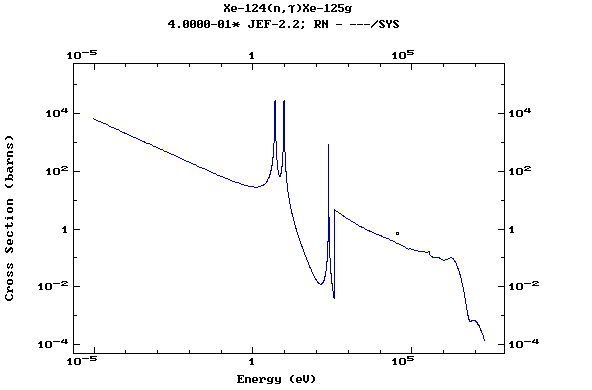 Xe-124(n,γ)Xe-125g
4.0000-01* JEF-2.2; RN - ---/SYS
10⁻⁵ 1 10⁵
10⁴ 10⁴
10² 10²
1 1
10⁻² 10⁻²
10⁻⁴ 10⁻⁴
10⁻⁵ 1 10⁵
Cross Section (barns)
Energy (eV)